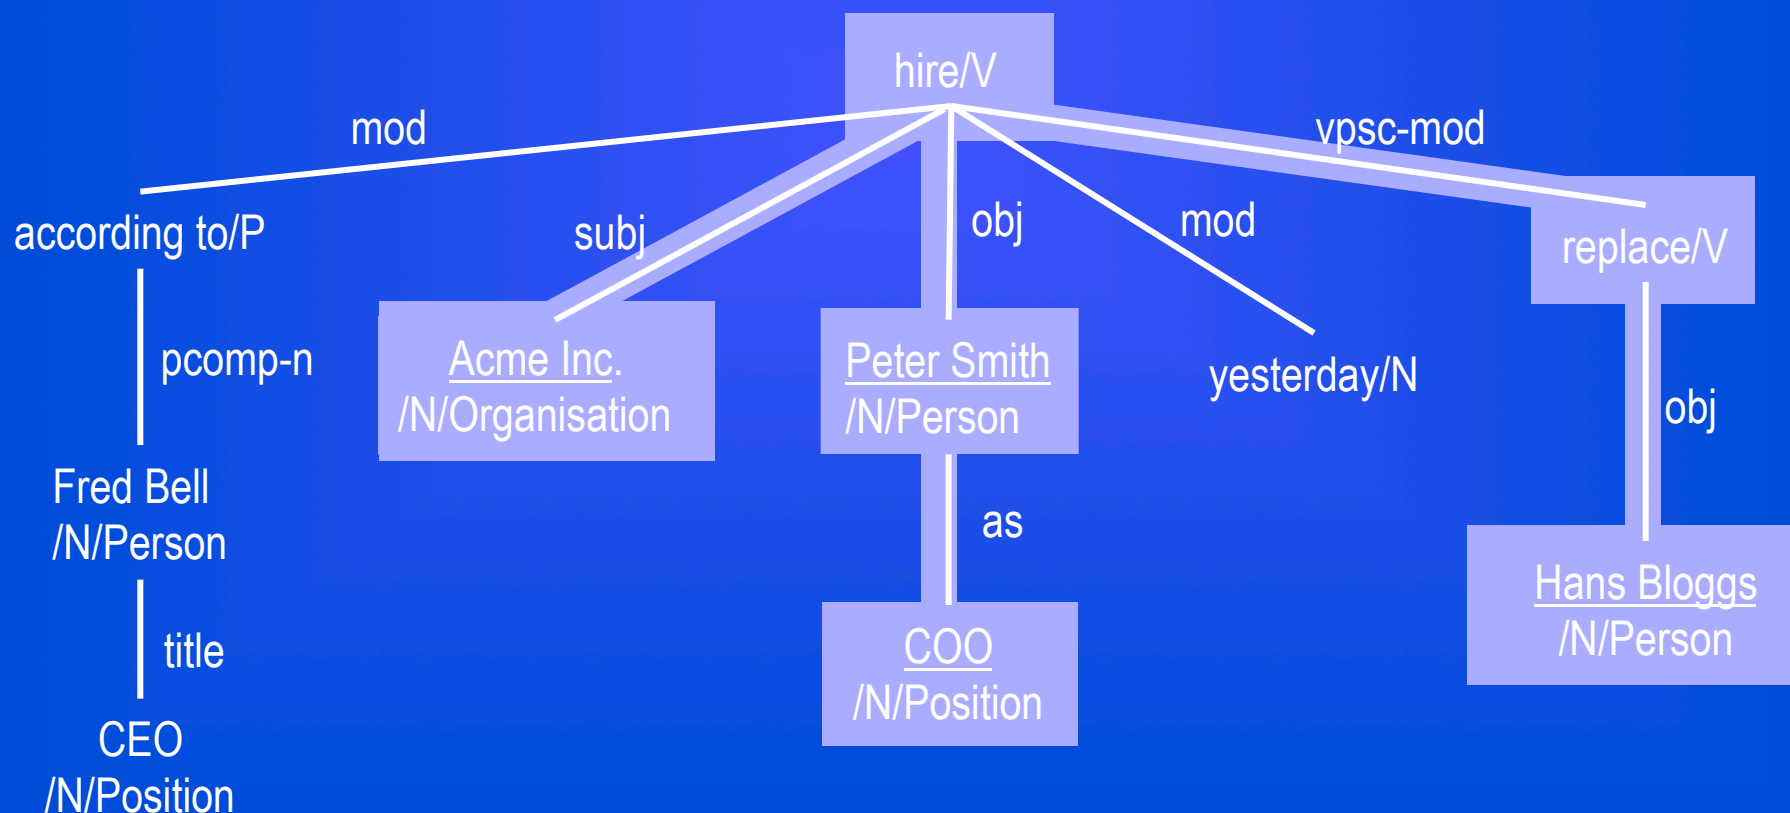 hire/V
mod
vpsc-mod
according to/P
subj
obj
mod
replace/V
pcomp-n
Acme Inc.
/N/Organisation
Peter Smith
/N/Person
yesterday/N
obj
Fred Bell
/N/Person
as
Hans Bloggs
/N/Person
title
COO
/N/Position
CEO
/N/Position